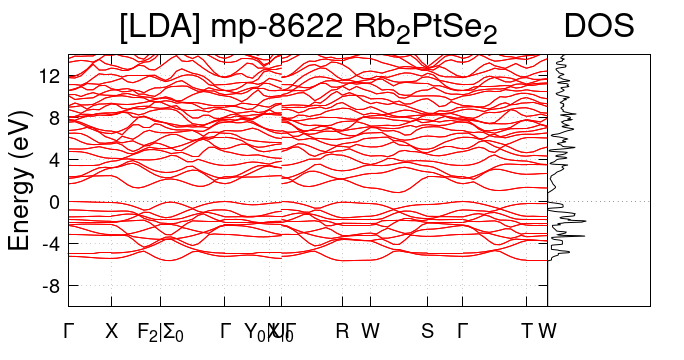 [LDA] mp-8622 Rb₂PtSe₂ DOS
Energy (eV)
12
8
4
0
-4
-8
Γ X F₂|Σ₀ Γ Y₀ Γ R W S Γ T W